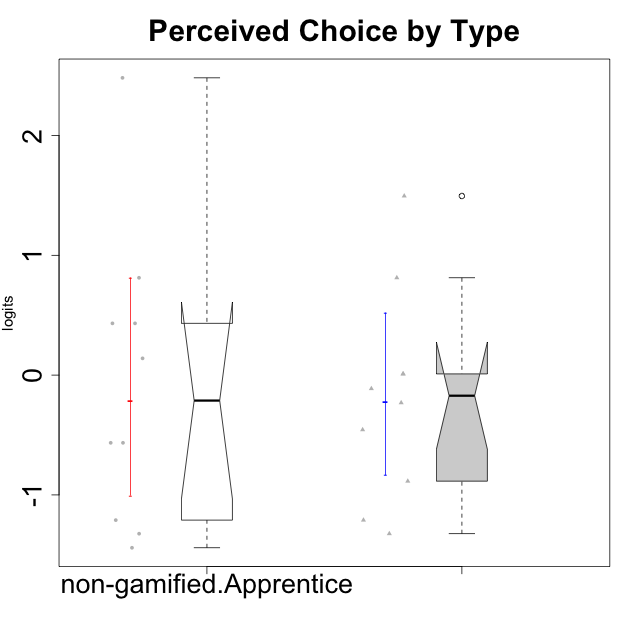 Perceived Choice by Type
2
1
0
-1
logits
non-gamified.Apprentice